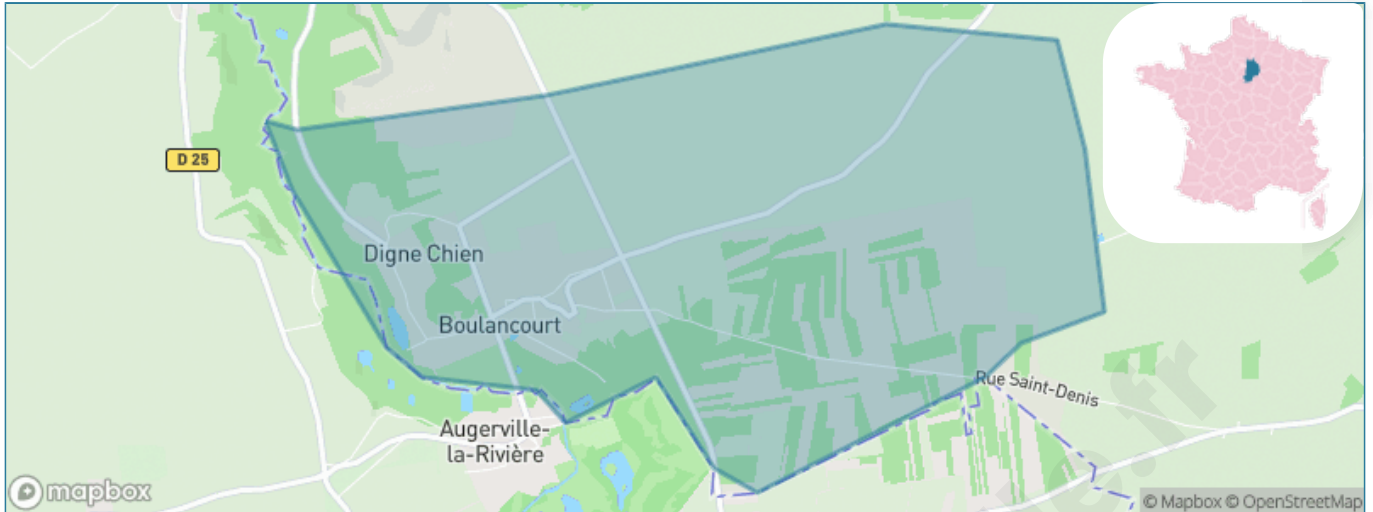 D 25
Digne Chien
Boulancourt
Rue Saint-Denis
Augerville-
la-Rivière
mapbox
© Mapbox © OpenStreetMap